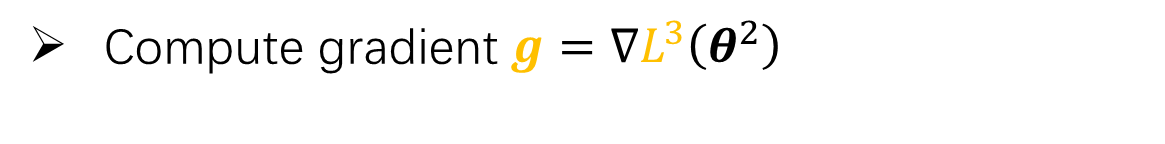 ➢ Compute gradient 𝒈 = ∇𝐿³(𝜽²)